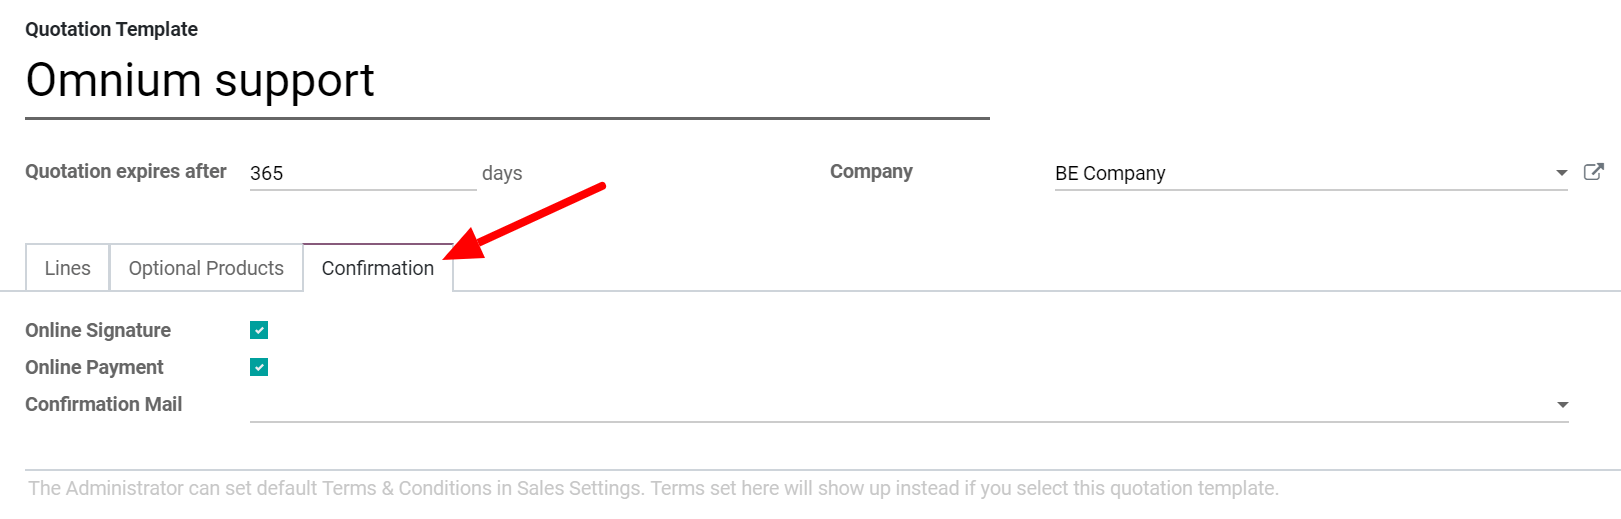 Quotation Template
Omnium support
Quotation expires after 365 days Company BE Company
Lines Optional Products Confirmation
Online Signature
Online Payment
Confirmation Mail
The Administrator can set default Terms & Conditions in Sales Settings. Terms set here will show up instead if you select this quotation template.